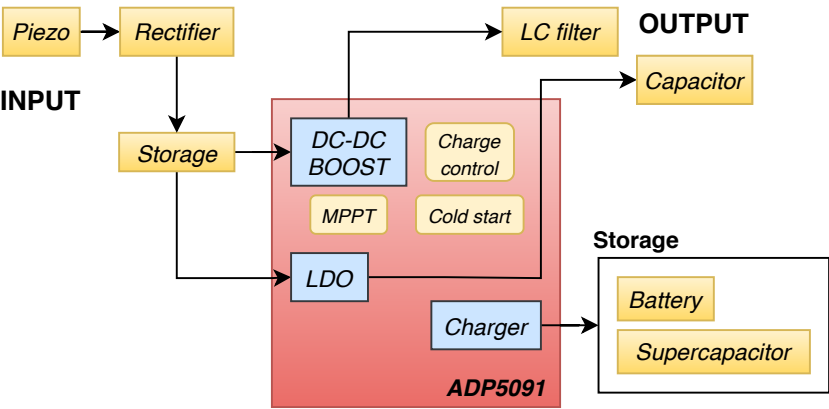 Piezo
Rectifier
LC filter
OUTPUT
INPUT
Capacitor
Storage
DC-DC
BOOST
Charge
control
MPPT
Cold start
Storage
LDO
Battery
Charger
Supercapacitor
ADP5091